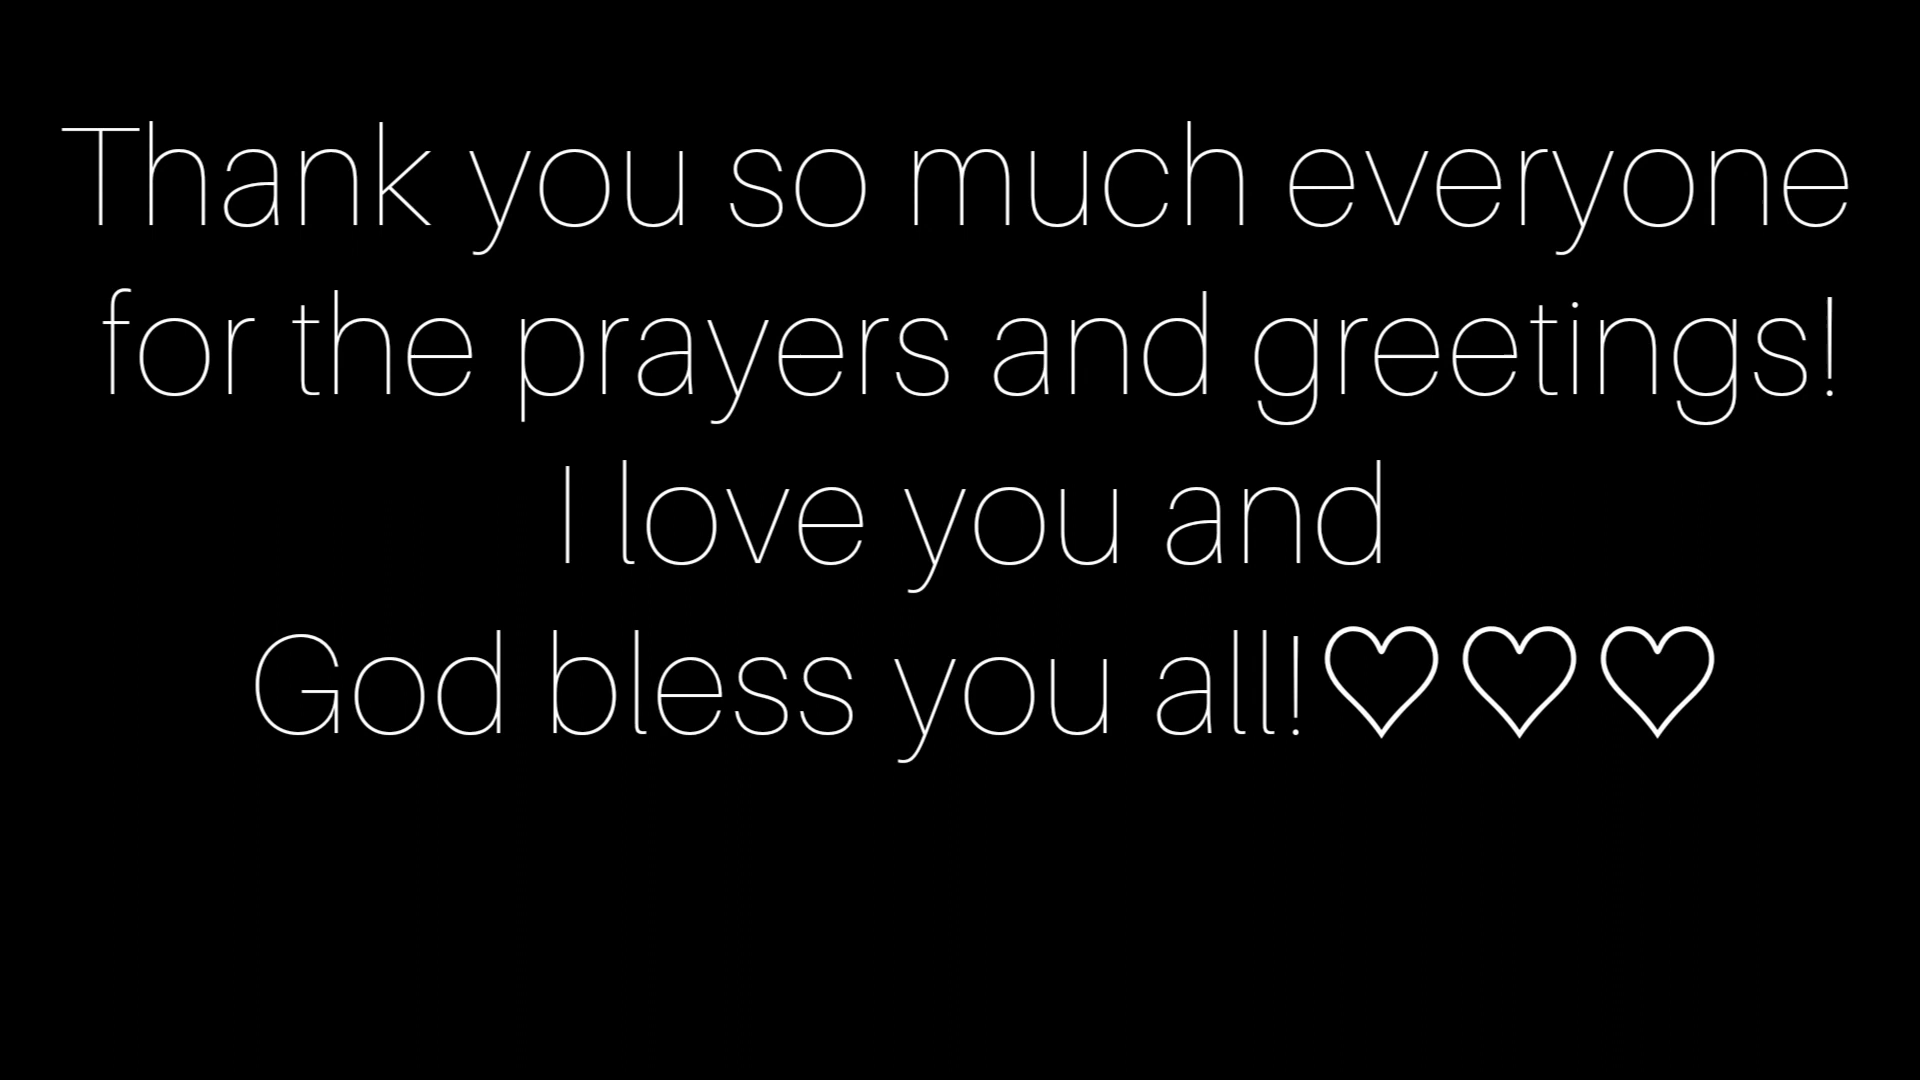 Thank you so much everyone
for the prayers and greetings!
I love you and
God bless you all!♡♡♡